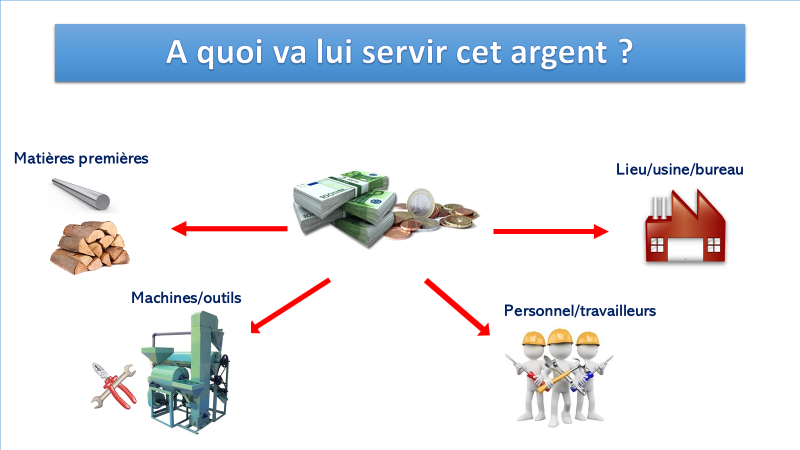 A quoi va lui servir cet argent ?
Matières premières
Lieu/usine/bureau
Machines/outils
Personnel/travailleurs